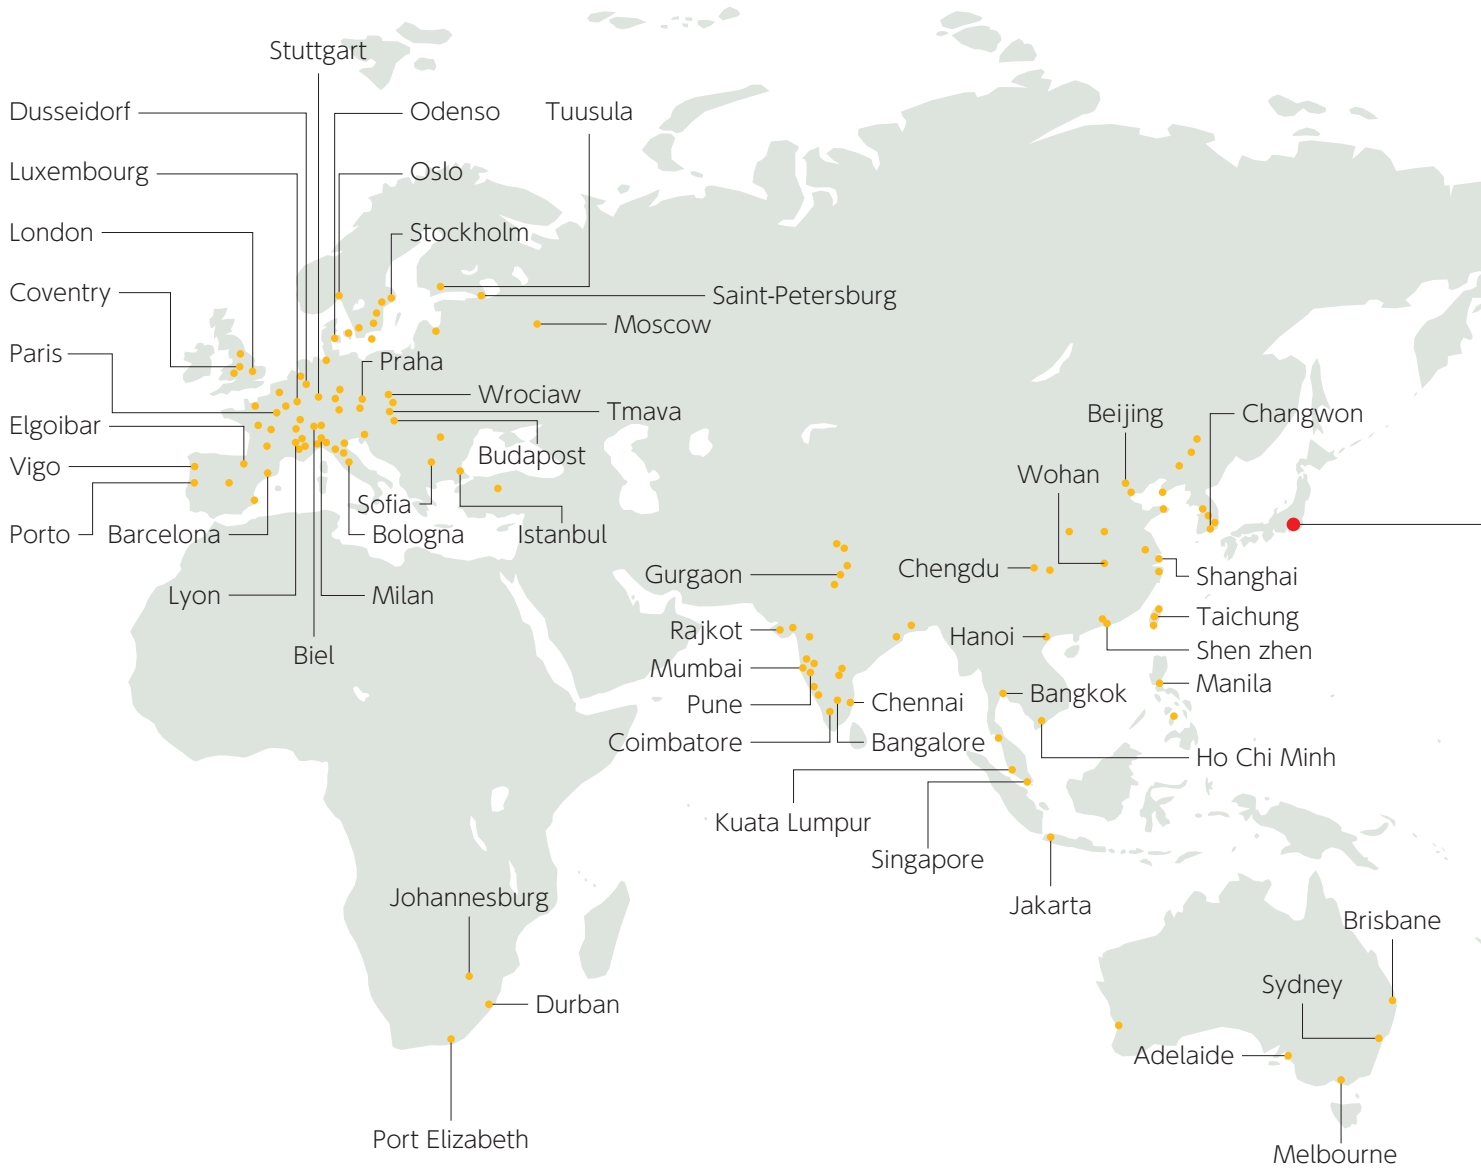 Stuttgart
Dusseidorf
Odenso
Tuusula
Luxembourg
Oslo
London
Stockholm
Coventry
Saint-Petersburg
Moscow
Paris
Praha
Wrociaw
Tmava
Beijing
Changwon
Elgoibar
Budapost
Vigo
Wohan
Sofia
Porto
Barcelona
Bologna
Istanbul
Gurgaon
Chengdu
Shanghai
Lyon
Milan
Taichung
Rajkot
Hanoi
Biel
Shen zhen
Mumbai
Manila
Pune
Chennai
Bangkok
Coimbatore
Bangalore
Ho Chi Minh
Kuata Lumpur
Singapore
Johannesburg
Jakarta
Brisbane
Sydney
Durban
Adelaide
Port Elizabeth
Melbourne